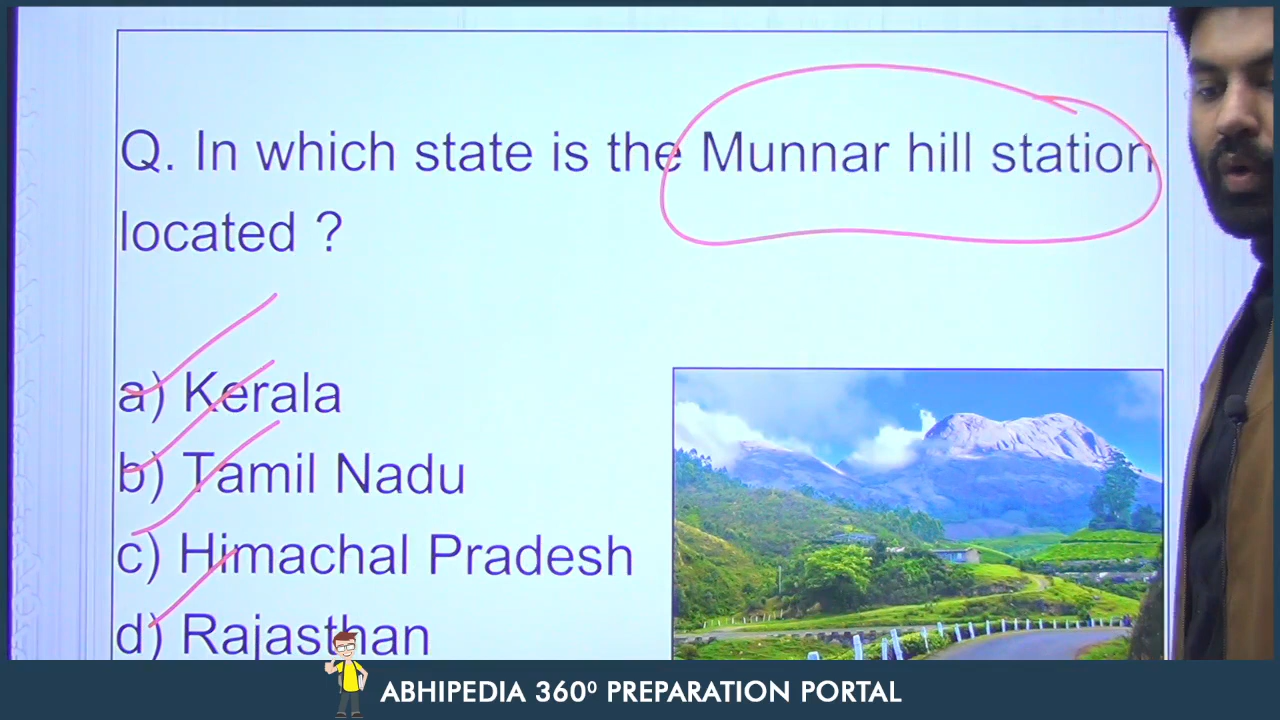 Q. In which state is the Munnar hill station
located ?
a) Kerala
b) Tamil Nadu
c) Himachal Pradesh
d) Rajasthan
ABHIPEDIA 360⁰ PREPARATION PORTAL